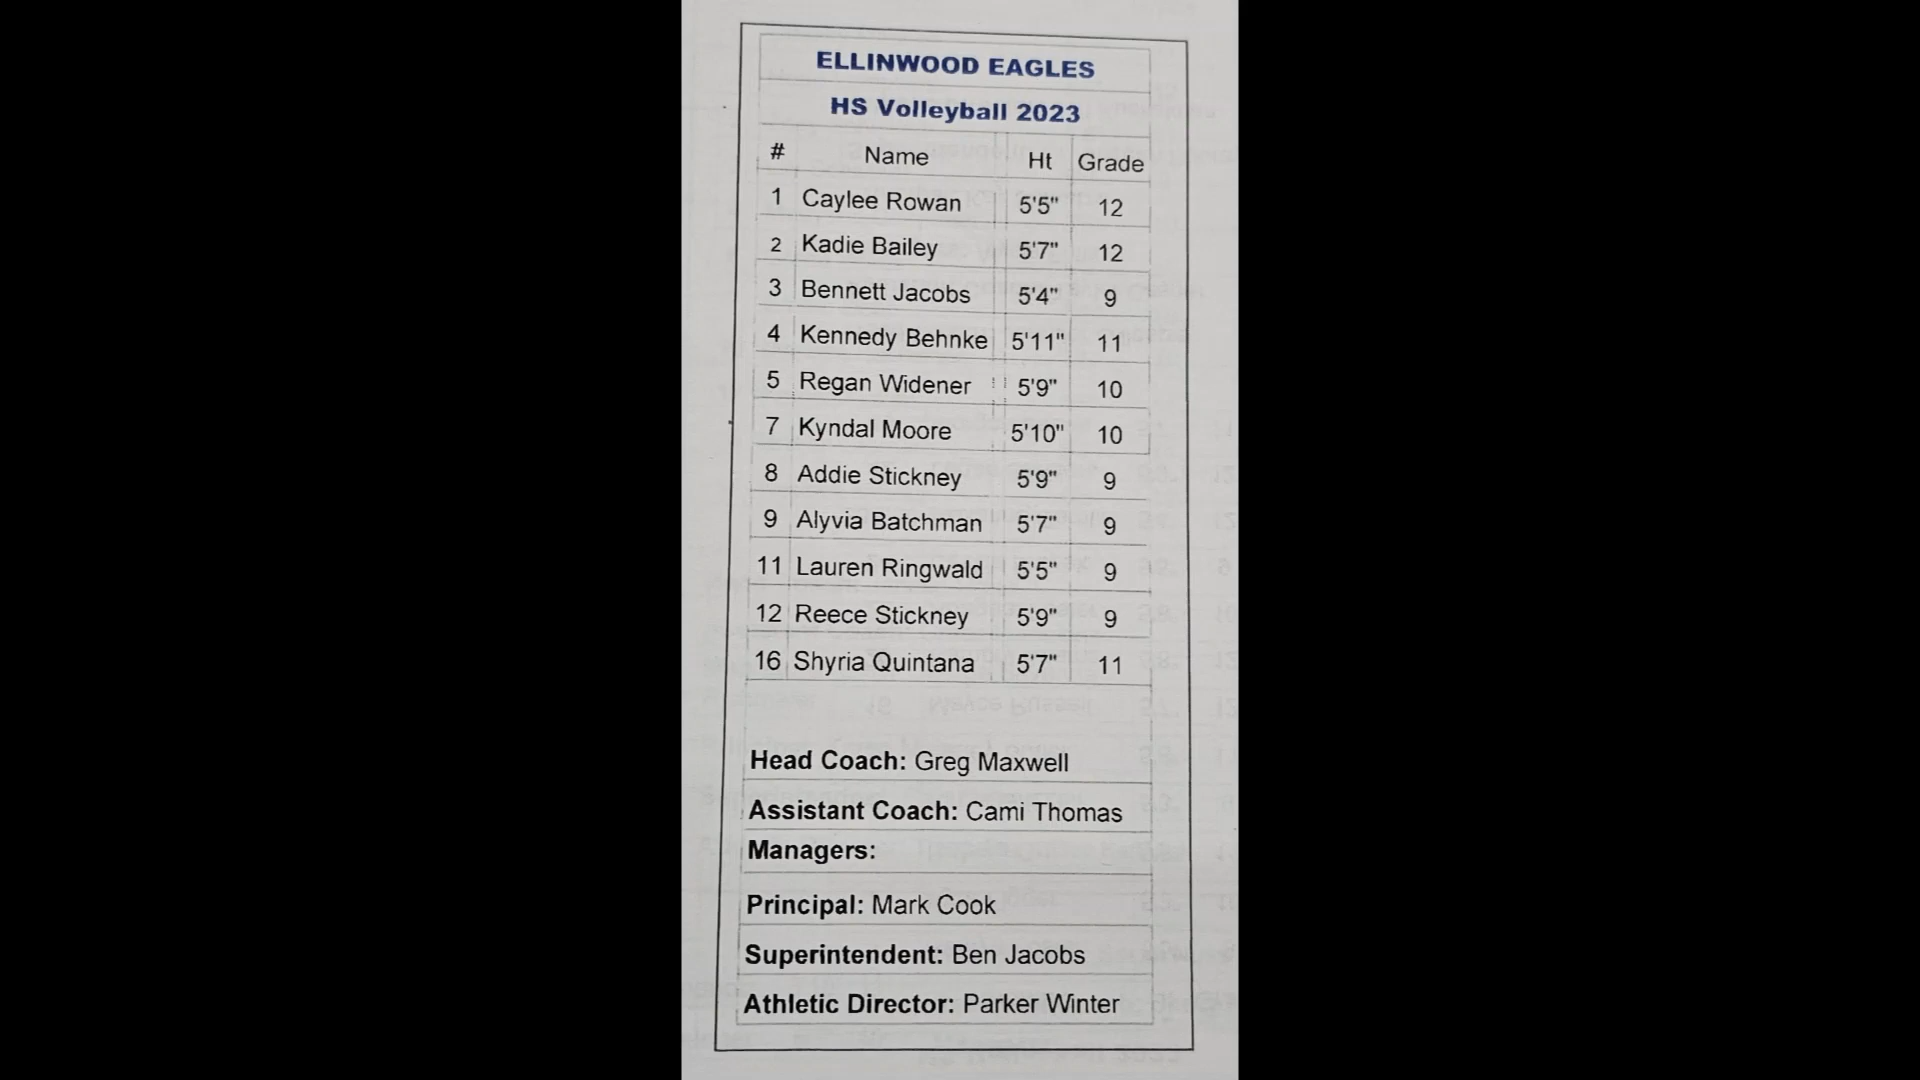 ELLINWOOD EAGLES
HS Volleyball 2023
# Name Ht Grade
1 Caylee Rowan 5'5" 12
2 Kadie Bailey 5'7" 12
3 Bennett Jacobs 5'4" 9
4 Kennedy Behnke 5'11" 11
5 Regan Widener 5'9" 10
7 Kyndal Moore 5'10" 10
8 Addie Stickney 5'9" 9
9 Alyvia Batchman 5'7" 9
11 Lauren Ringwald 5'5" 9
12 Reece Stickney 5'9" 9
16 Shyria Quintana 5'7" 11
Head Coach: Greg Maxwell
Assistant Coach: Cami Thomas
Managers:
Principal: Mark Cook
Superintendent: Ben Jacobs
Athletic Director: Parker Winter